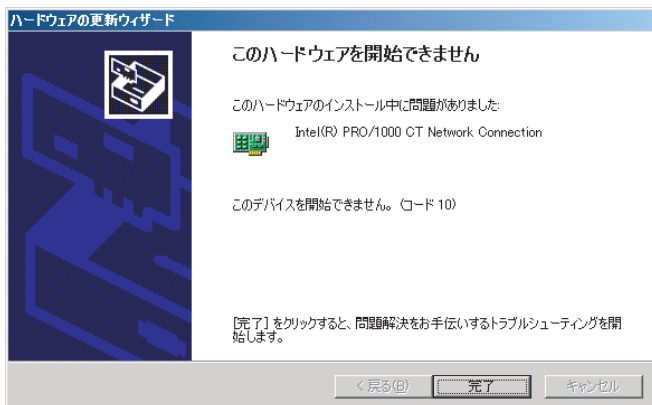 ハードウェアの更新ウィザード
このハードウェアを開始できません
このハードウェアのインストール中に問題がありました:
Intel(R) PRO/1000 CT Network Connection
このデバイスを開始できません。 (コード 10)
[完了] をクリックすると、問題解決をお手伝いするトラブルシューティングを開
始します。
< 戻る(B)
完了
キャンセル